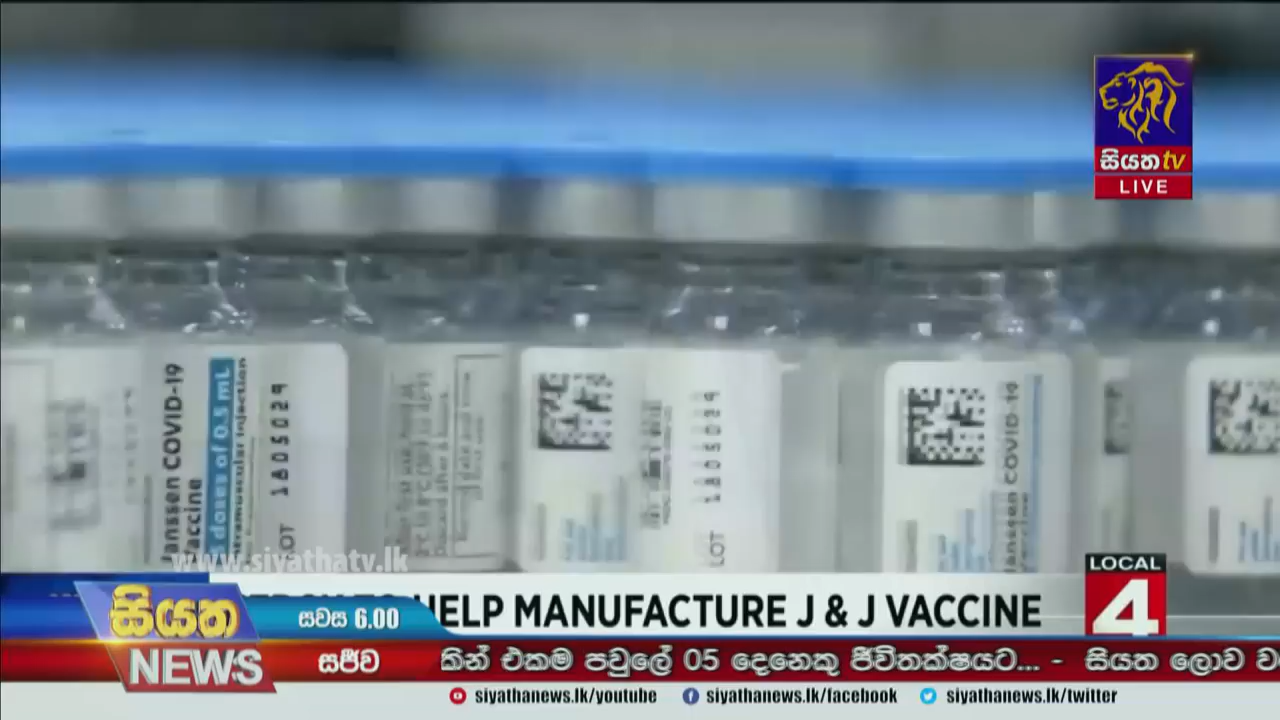 සියත tv
LIVE
Janssen COVID-19
Vaccine
5 doses of 0.5 mL
LOT 1805029
LOT 1805029
Janssen COVID-19
www.siyathatv.lk
HELP MANUFACTURE J & J VACCINE
LOCAL
4
සියත
NEWS
සවස 6.00
සජීව
කින් එකම පවුලේ 05 දෙනෙකු ජීවිතක්ෂයට... - සියත ලොව
siyathanews.lk/youtube siyathanews.lk/facebook siyathanews.lk/twitter